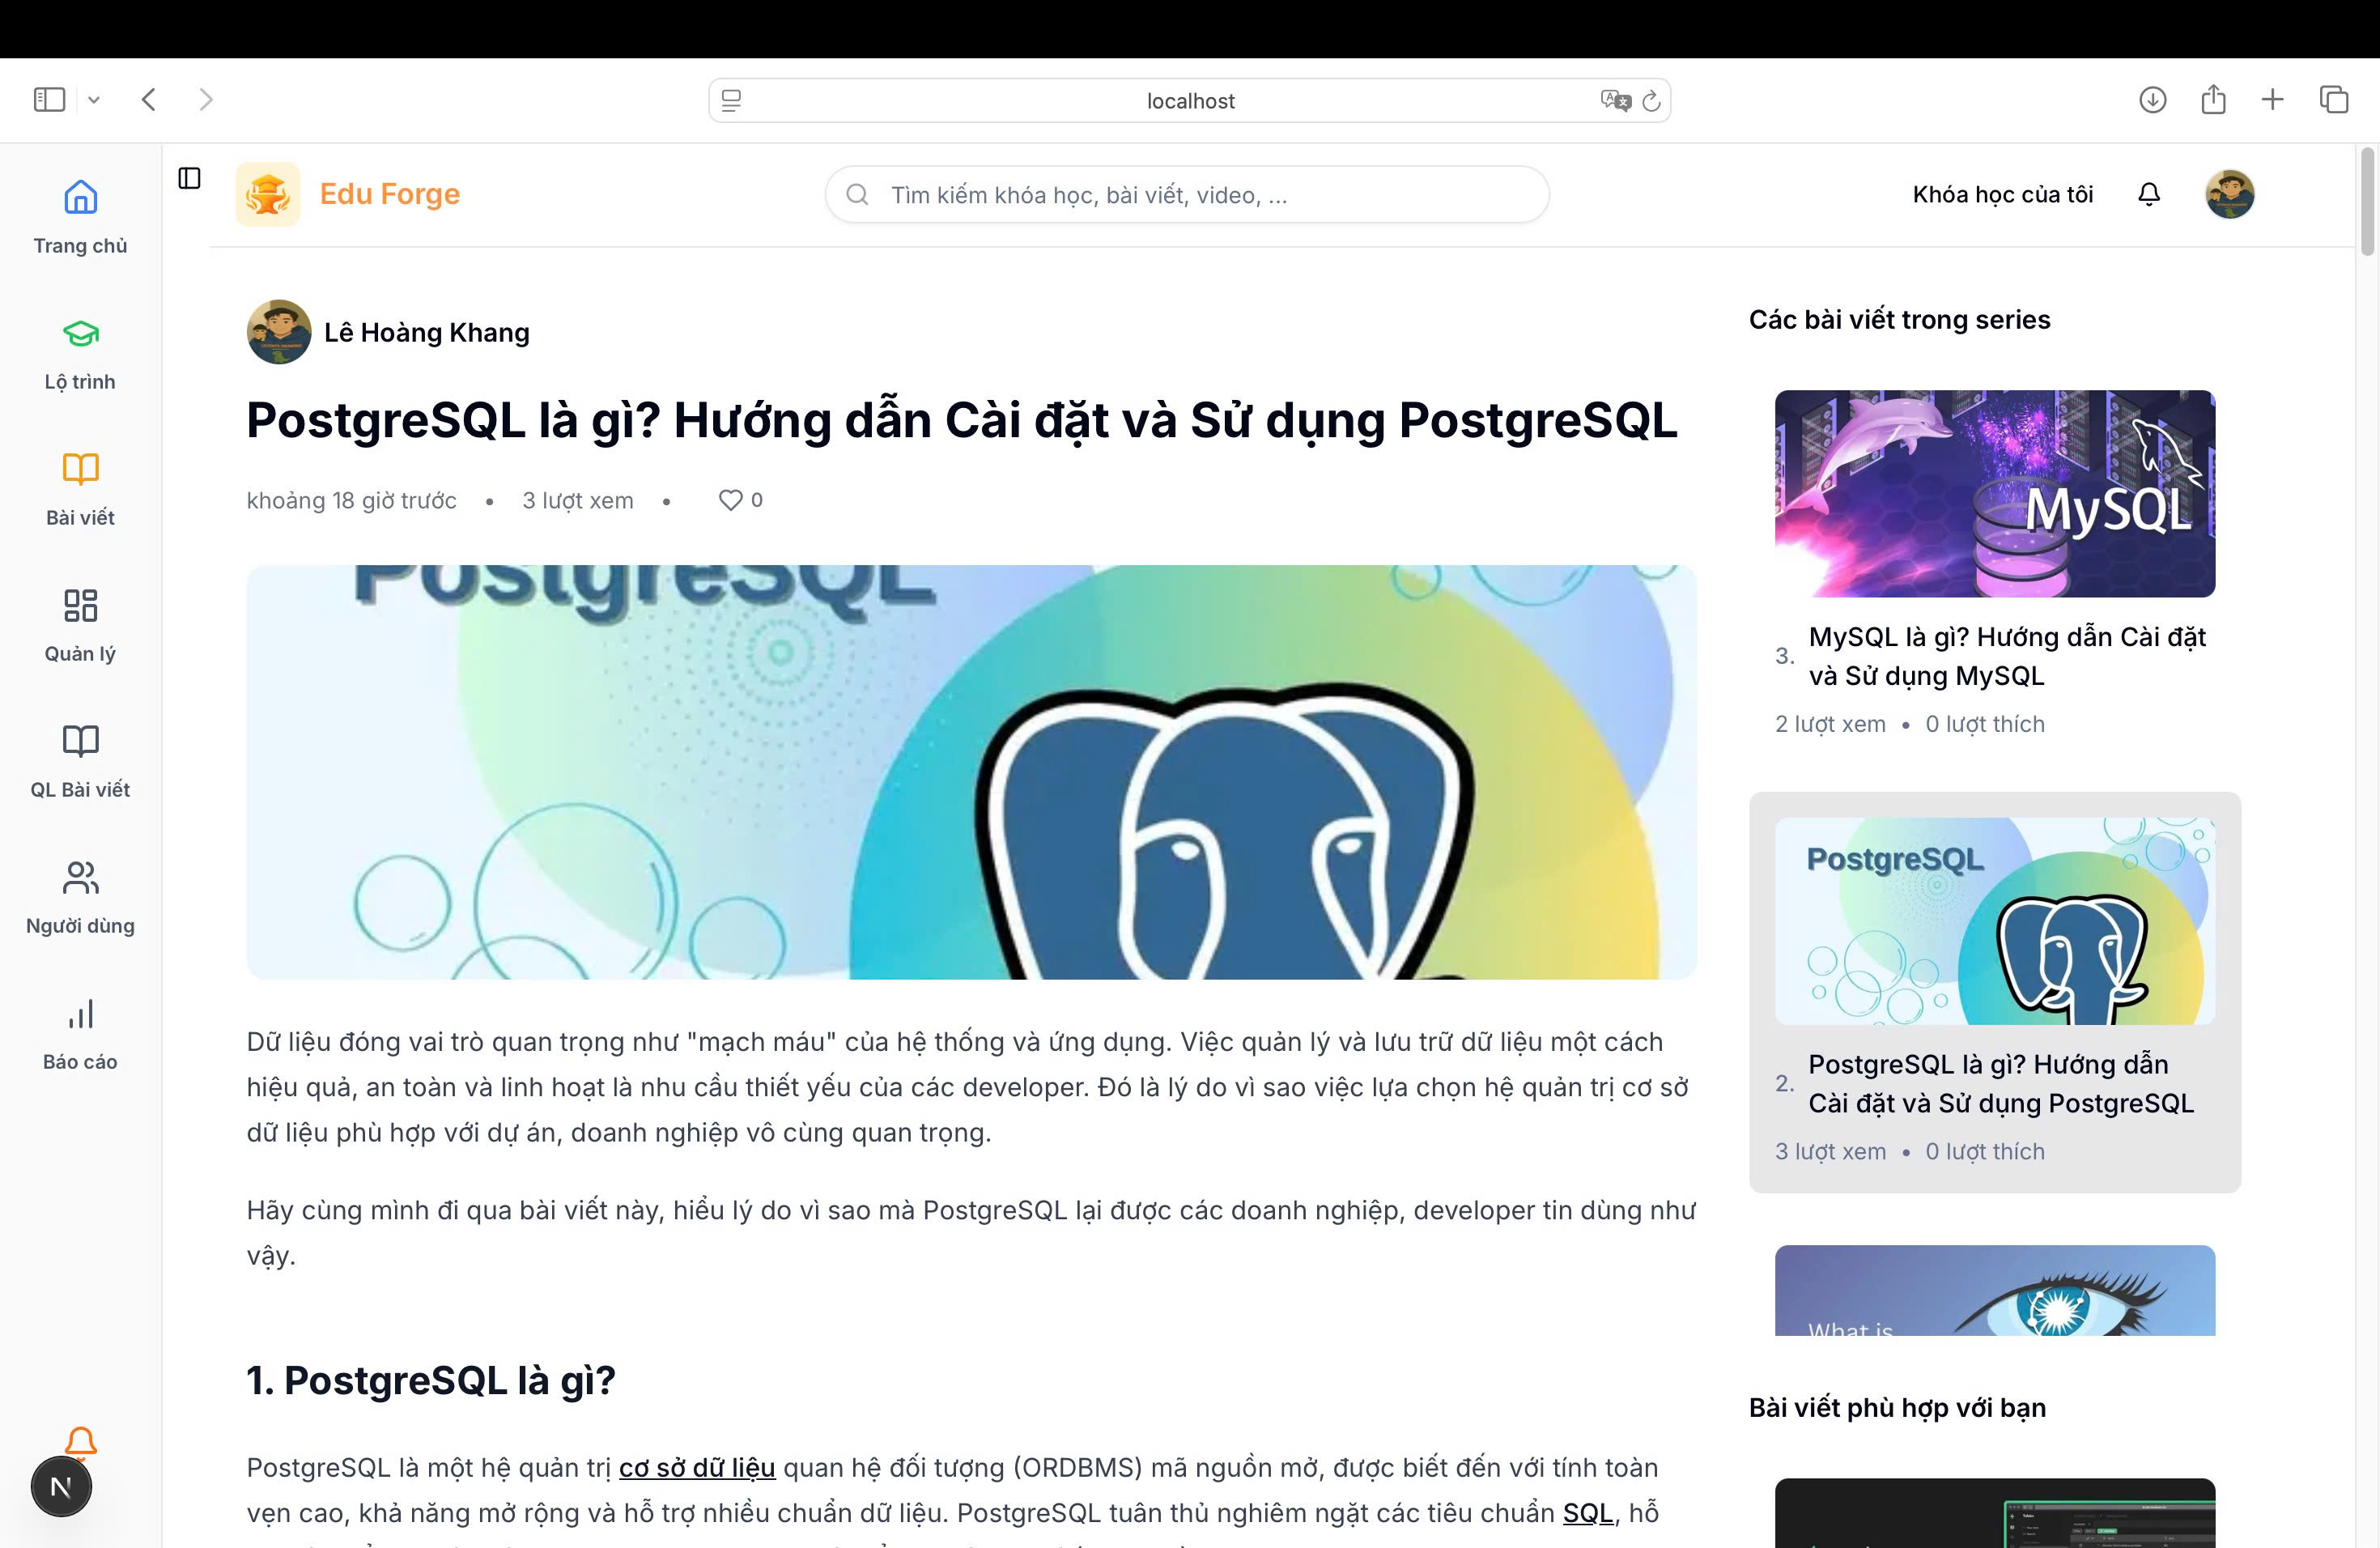 localhost
Trang chủ
Lộ trình
Bài viết
Quản lý
QL Bài viết
Người dùng
Báo cáo
N
Edu Forge
Tìm kiếm khóa học, bài viết, video, ...
Khóa học của tôi
Lê Hoàng Khang
PostgreSQL là gì? Hướng dẫn Cài đặt và Sử dụng PostgreSQL
khoảng 18 giờ trước • 3 lượt xem • 0
PostgreSQL
Dữ liệu đóng vai trò quan trọng như "mạch máu" của hệ thống và ứng dụng. Việc quản lý và lưu trữ dữ liệu một cách
hiệu quả, an toàn và linh hoạt là nhu cầu thiết yếu của các developer. Đó là lý do vì sao việc lựa chọn hệ quản trị cơ sở
dữ liệu phù hợp với dự án, doanh nghiệp vô cùng quan trọng.
Hãy cùng mình đi qua bài viết này, hiểu lý do vì sao mà PostgreSQL lại được các doanh nghiệp, developer tin dùng như
vậy.
1. PostgreSQL là gì?
PostgreSQL là một hệ quản trị cơ sở dữ liệu quan hệ đối tượng (ORDBMS) mã nguồn mở, được biết đến với tính toàn
vẹn cao, khả năng mở rộng và hỗ trợ nhiều chuẩn dữ liệu. PostgreSQL tuân thủ nghiêm ngặt các tiêu chuẩn SQL, hỗ
Các bài viết trong series
MySQL
3. MySQL là gì? Hướng dẫn Cài đặt
và Sử dụng MySQL
2 lượt xem • 0 lượt thích
PostgreSQL
2. PostgreSQL là gì? Hướng dẫn
Cài đặt và Sử dụng PostgreSQL
3 lượt xem • 0 lượt thích
What is
Bài viết phù hợp với bạn